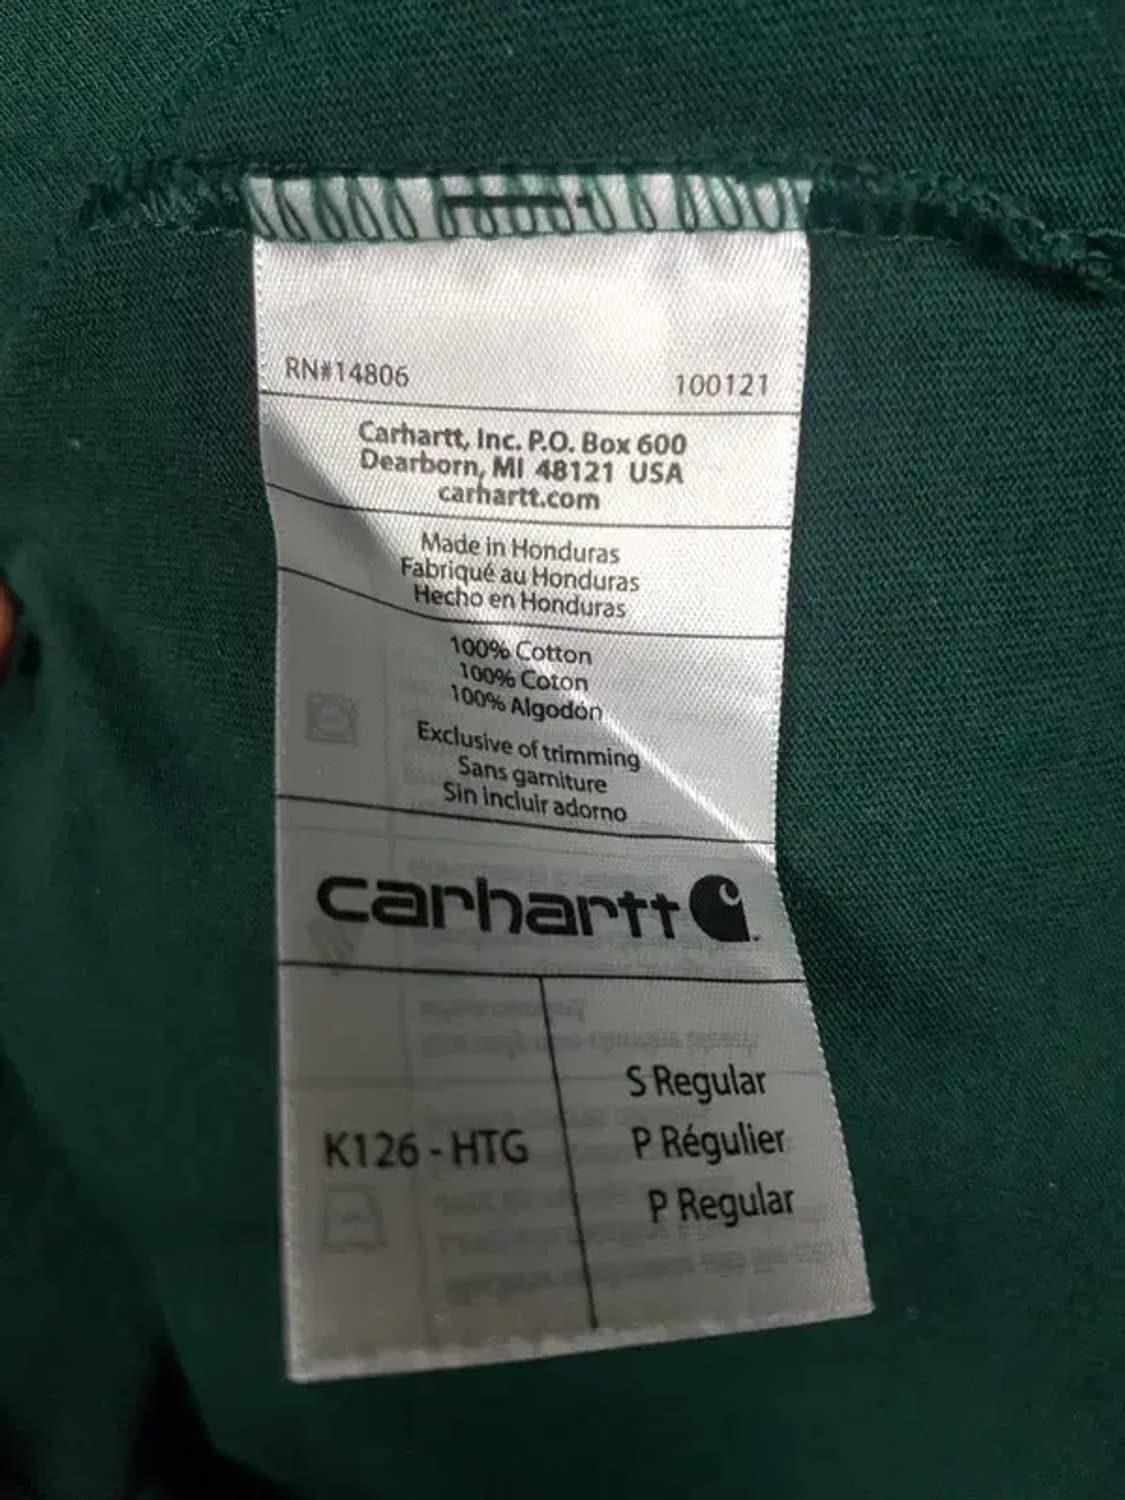 RN#14806 100121
Carhartt, Inc. P.O. Box 600
Dearborn, MI 48121 USA
carhartt.com
Made in Honduras
Fabriqué au Honduras
Hecho en Honduras
100% Cotton
100% Coton
100% Algodón
Exclusive of trimming
Sans garniture
Sin incluir adorno
carhartt
K126 - HTG
S Regular
P Régulier
P Regular